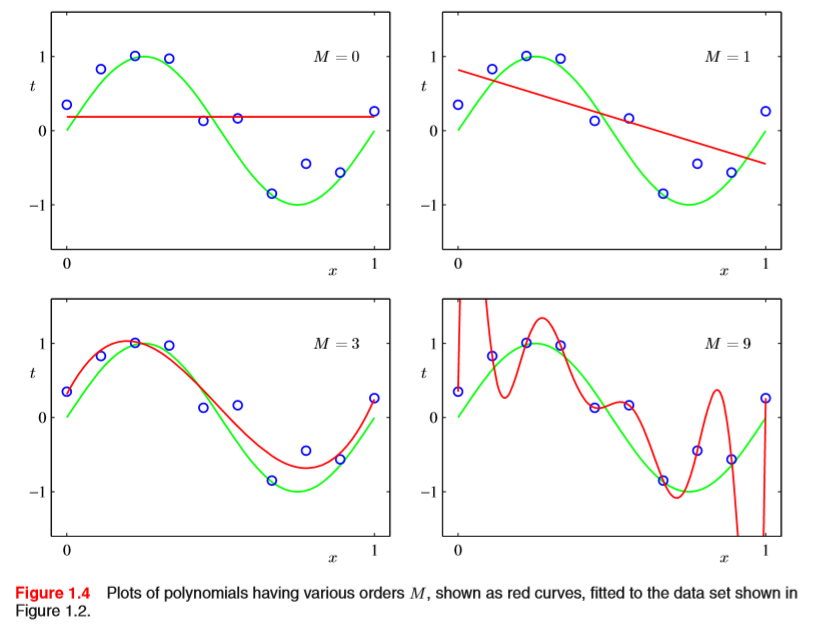 M = 0
1
t
0
−1
0
x
1
M = 1
1
t
0
−1
0
x
1
M = 3
1
t
0
−1
0
x
1
M = 9
1
t
0
−1
0
x
1
Figure 1.4 Plots of polynomials having various orders M, shown as red curves, fitted to the data set shown in
Figure 1.2.